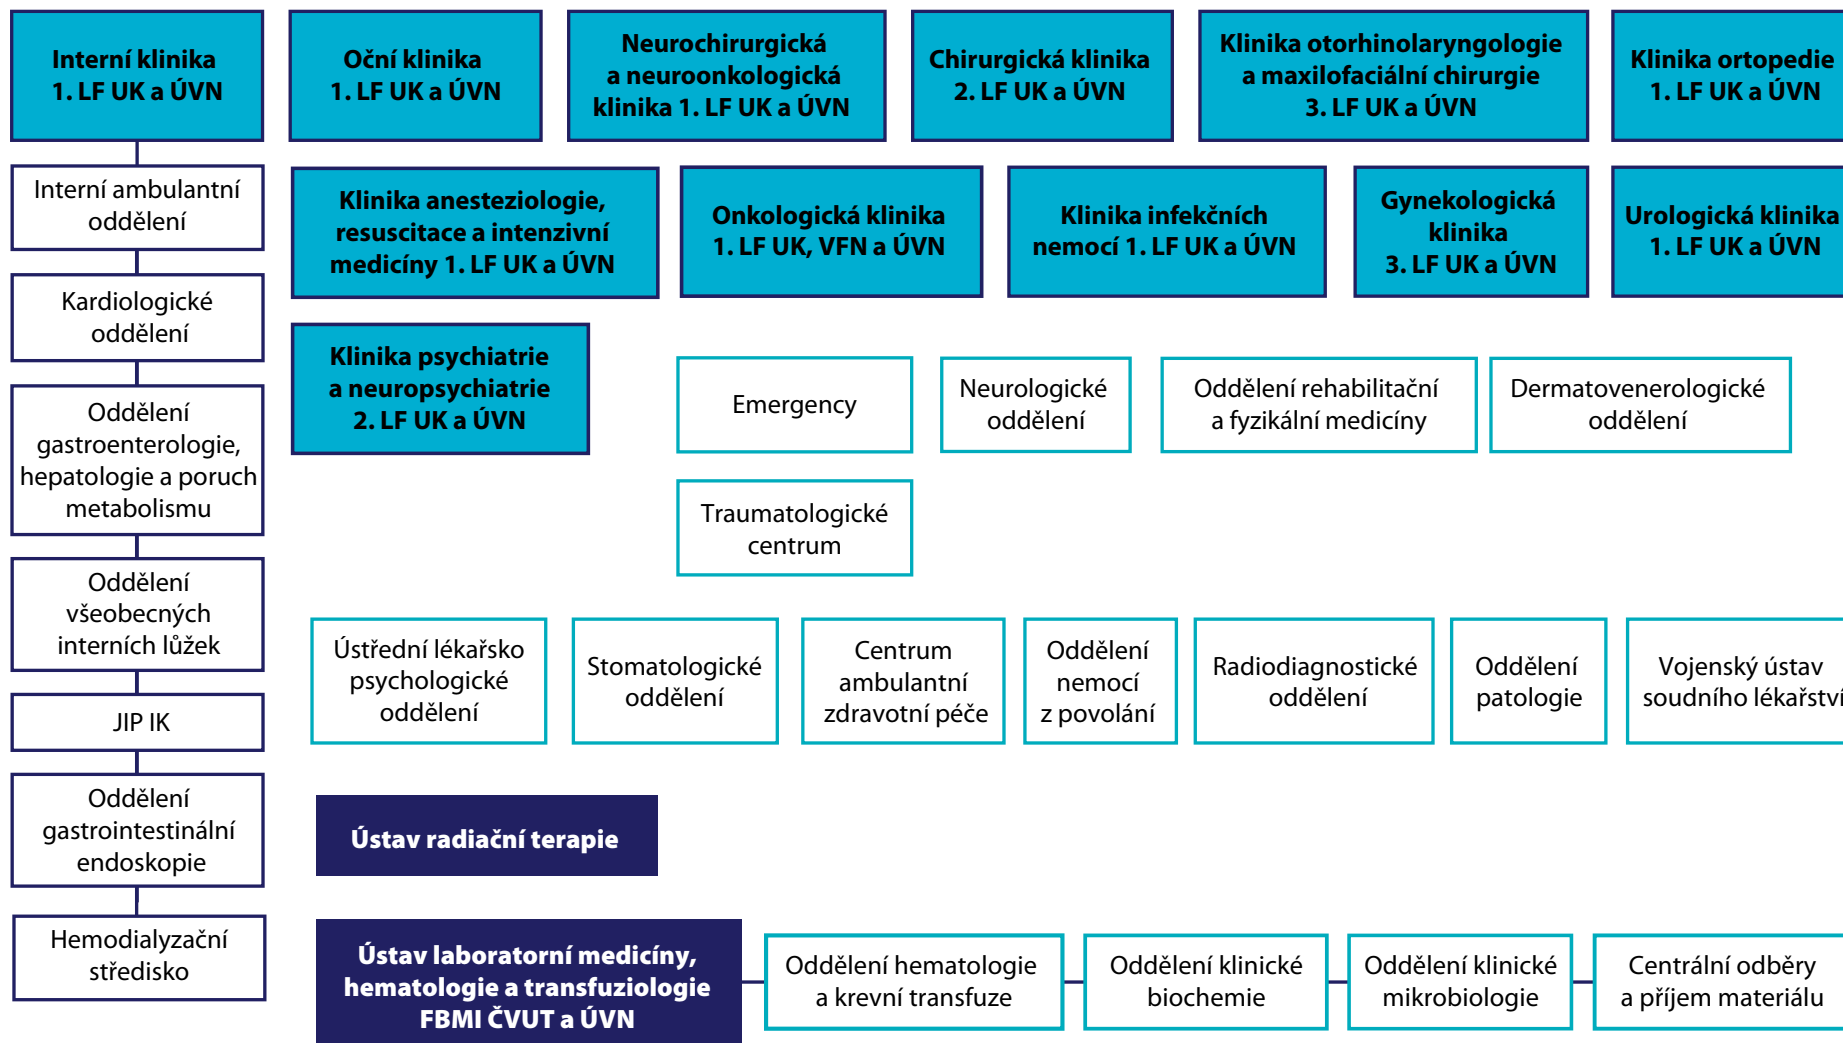 Interní klinika
1. LF UK a ÚVN
Oční klinika
1. LF UK a ÚVN
Neurochirurgická
a neuroonkologická
klinika 1. LF UK a ÚVN
Chirurgická klinika
2. LF UK a ÚVN
Klinika otorhinolaryngologie
a maxilofaciální chirurgie
3. LF UK a ÚVN
Klinika ortopedie
1. LF UK a ÚVN
Interní ambulantní
oddělení
Kardiologické
oddělení
Oddělení
gastroenterologie,
hepatologie a poruch
metabolismu
Oddělení
všeobecných
interních lůžek
JIP IK
Oddělení
gastrointestinální
endoskopie
Hemodialyzační
středisko
Klinika anesteziologie,
resuscitace a intenzivní
medicíny 1. LF UK a ÚVN
Onkologická klinika
1. LF UK, VFN a ÚVN
Klinika infekčních
nemocí 1. LF UK a ÚVN
Gynekologická
klinika
3. LF UK a ÚVN
Urologická klinika
1. LF UK a ÚVN
Klinika psychiatrie
a neuropsychiatrie
2. LF UK a ÚVN
Emergency
Neurologické
oddělení
Oddělení rehabilitační
a fyzikální medicíny
Dermatovenerologické
oddělení
Traumatologické
centrum
Ústřední lékařsko
psychologické
oddělení
Stomatologické
oddělení
Centrum
ambulantní
zdravotní péče
Oddělení
nemocí
z povolání
Radiodiagnostické
oddělení
Oddělení
patologie
Vojenský ústav
soudního lékařství
Ústav radiační terapie
Ústav laboratorní medicíny,
hematologie a transfuziologie
FBMI ČVUT a ÚVN
Oddělení hematologie
a krevní transfuze
Oddělení klinické
biochemie
Oddělení klinické
mikrobiologie
Centrální odběry
a příjem materiálu